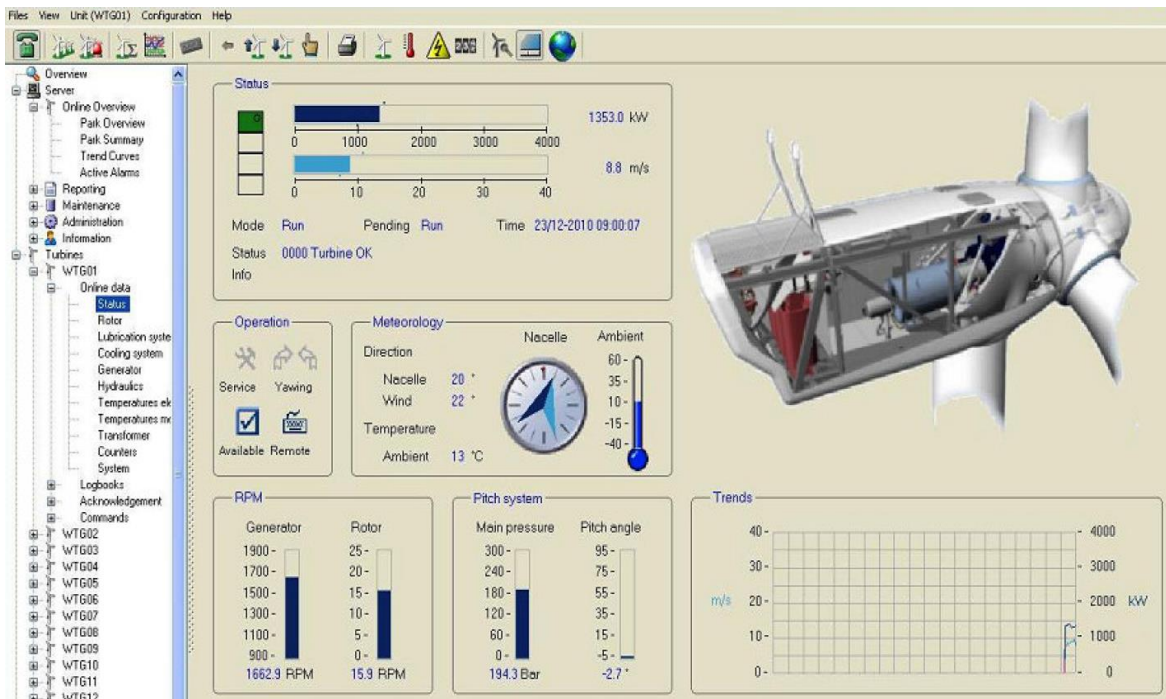 Files View Unit (WTG01) Configuration Help
Overview
Server
Online Overview
Park Overview
Park Summary
Trend Curves
Active Alarms
Reporting
Maintenance
Administration
Information
Turbines
WTG01
Online data
Status
Rotor
Lubrication syste
Cooling system
Generator
Hydraulics
Temperatures ek
Temperatures mc
Transformer
Counters
System
Logbooks
Acknowledgement
Commands
WTG02
WTG03
WTG04
WTG05
WTG06
WTG07
WTG08
WTG09
WTG10
WTG11
WTG12
Status
1353.0 kW
0 1000 2000 3000 4000
8.8 m/s
0 10 20 30 40
Mode Run Pending Run Time 23/12-2010 09:00:07
Status 0000 Turbine OK
Info
Operation
Service Yawing
Available Remote
Meteorology
Nacelle Ambient
Direction
Nacelle 20 °
Wind 22 °
Temperature
Ambient 13 °C
60 -
35 -
10 -
-15 -
-40 -
RPM
Generator Rotor
1900 - 25 -
1700 - 20 -
1500 - 15 -
1300 - 10 -
1100 - 5 -
900 - 0 -
1662.9 RPM 15.9 RPM
Pitch system
Main pressure Pitch angle
300 - 95 -
240 - 75 -
180 - 55 -
120 - 35 -
60 - 15 -
0 - -5 -
194.3 Bar -2.7 °
Trends
40 - - 4000
30 - - 3000
m/s 20 - - 2000 kW
10 - - 1000
0 - - 0